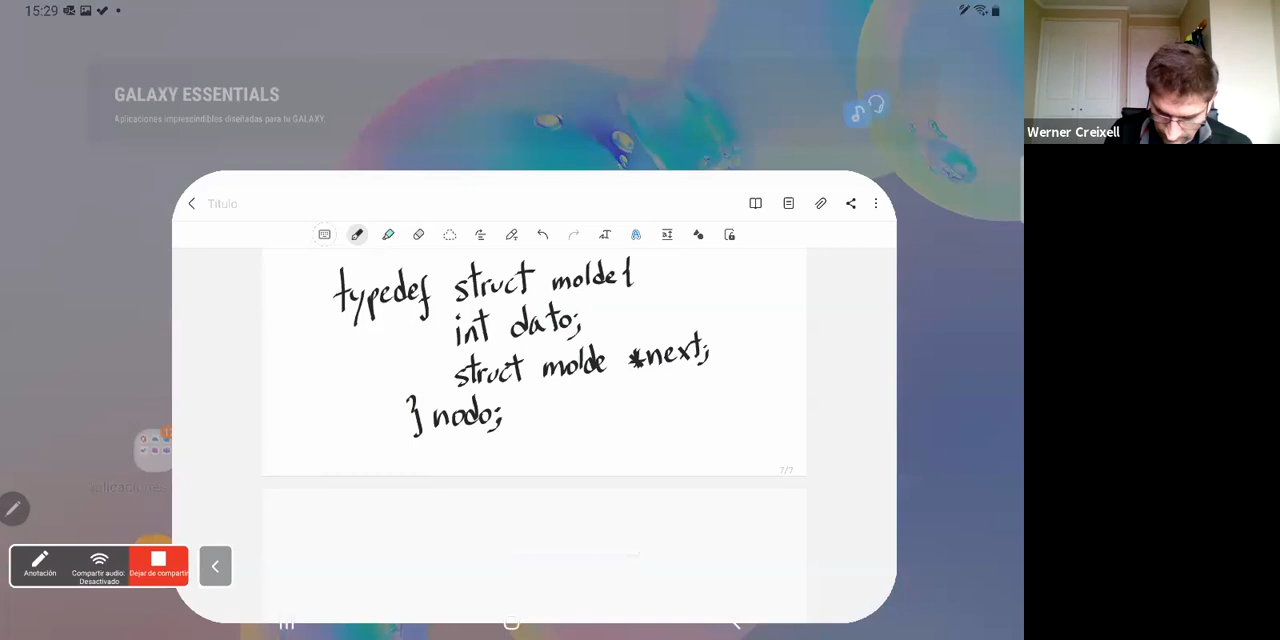 15:29
GALAXY ESSENTIALS
Aplicaciones imprescindibles diseñadas para tu GALAXY.
Werner Creixell
Título
typedef struct molde{
int dato;
struct molde *next;
} nodo;
7/7
Anotación
Compartir audio:
Desactivado
Dejar de compartir